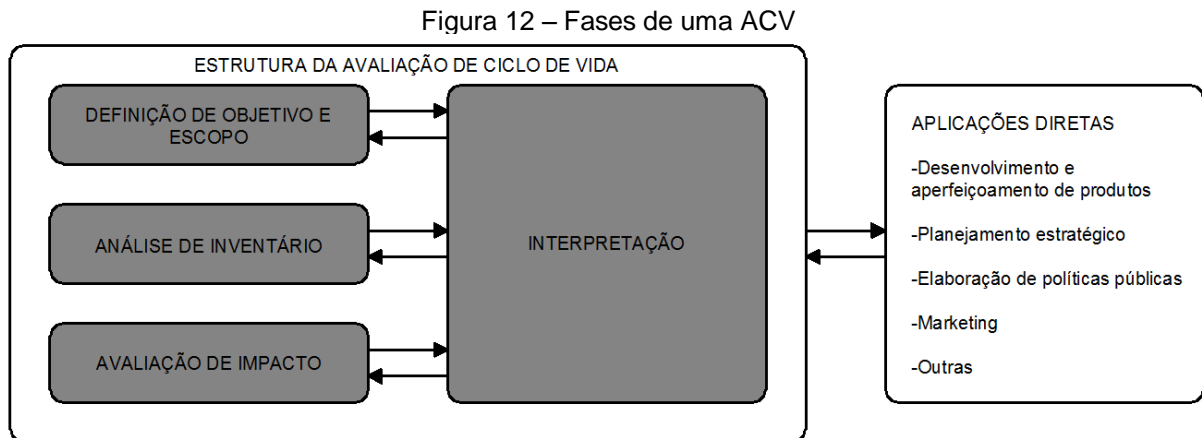 Figura 12 – Fases de uma ACV
ESTRUTURA DA AVALIAÇÃO DE CICLO DE VIDA
DEFINIÇÃO DE OBJETIVO E
ESCOPO
ANÁLISE DE INVENTÁRIO
AVALIAÇÃO DE IMPACTO
INTERPRETAÇÃO
APLICAÇÕES DIRETAS
-Desenvolvimento e
aperfeiçoamento de produtos
-Planejamento estratégico
-Elaboração de políticas públicas
-Marketing
-Outras